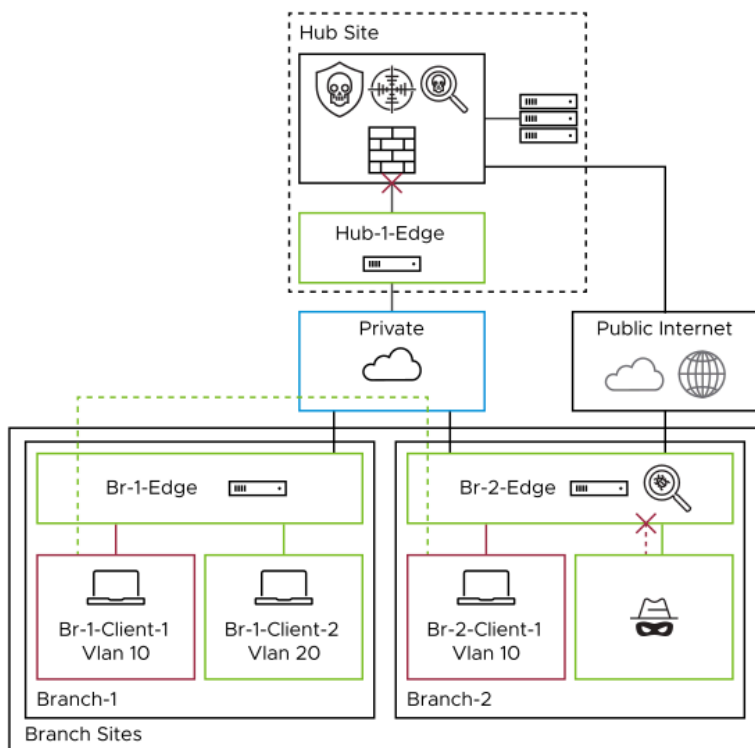 Hub Site
Hub-1-Edge
Private
Public Internet
Br-1-Edge
Br-2-Edge
Br-1-Client-1
Vlan 10
Br-1-Client-2
Vlan 20
Br-2-Client-1
Vlan 10
Branch-1
Branch-2
Branch Sites